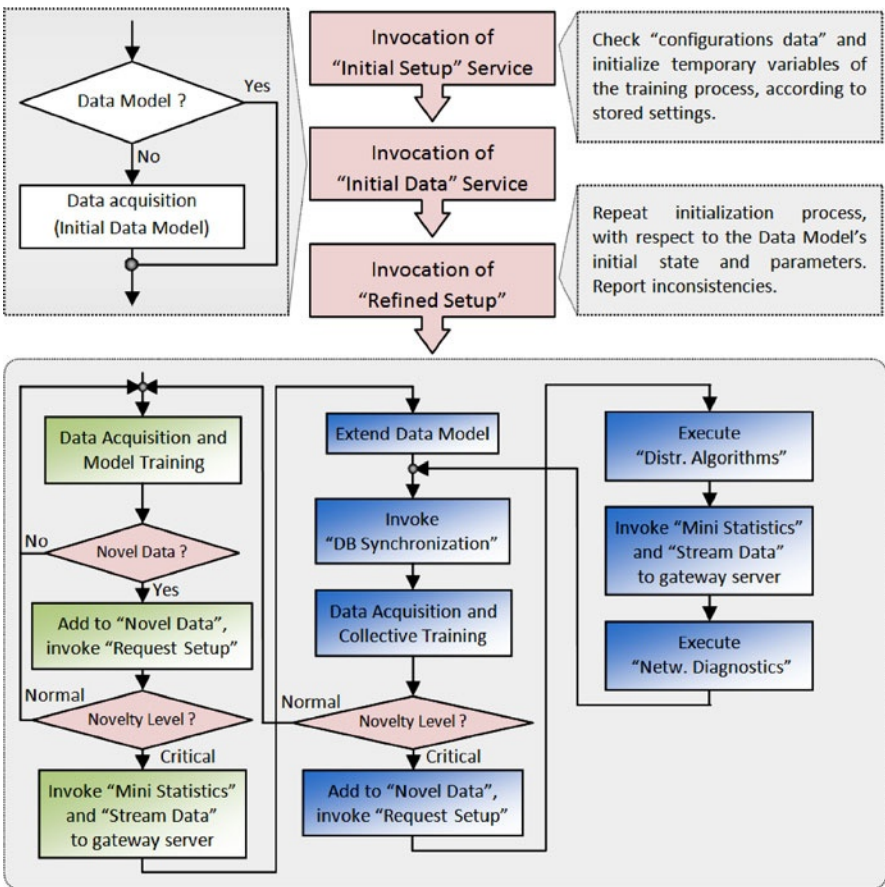 Data Model ?
Yes
No
Data acquisition
(Initial Data Model)
Invocation of
“Initial Setup” Service
Invocation of
“Initial Data” Service
Invocation of
“Refined Setup”
Check “configurations data” and
initialize temporary variables of
the training process, according to
stored settings.
Repeat initialization process,
with respect to the Data Model’s
initial state and parameters.
Report inconsistencies.
Data Acquisition and
Model Training
No
Novel Data ?
Yes
Add to “Novel Data”,
invoke “Request Setup”
Normal
Novelty Level ?
Critical
Invoke “Mini Statistics”
and “Stream Data”
to gateway server
Extend Data Model
Invoke
“DB Synchronization”
Data Acquisition and
Collective Training
Normal
Novelty Level ?
Critical
Add to “Novel Data”,
invoke “Request Setup”
Execute
“Distr. Algorithms”
Invoke “Mini Statistics”
and “Stream Data”
to gateway server
Execute
“Netw. Diagnostics”